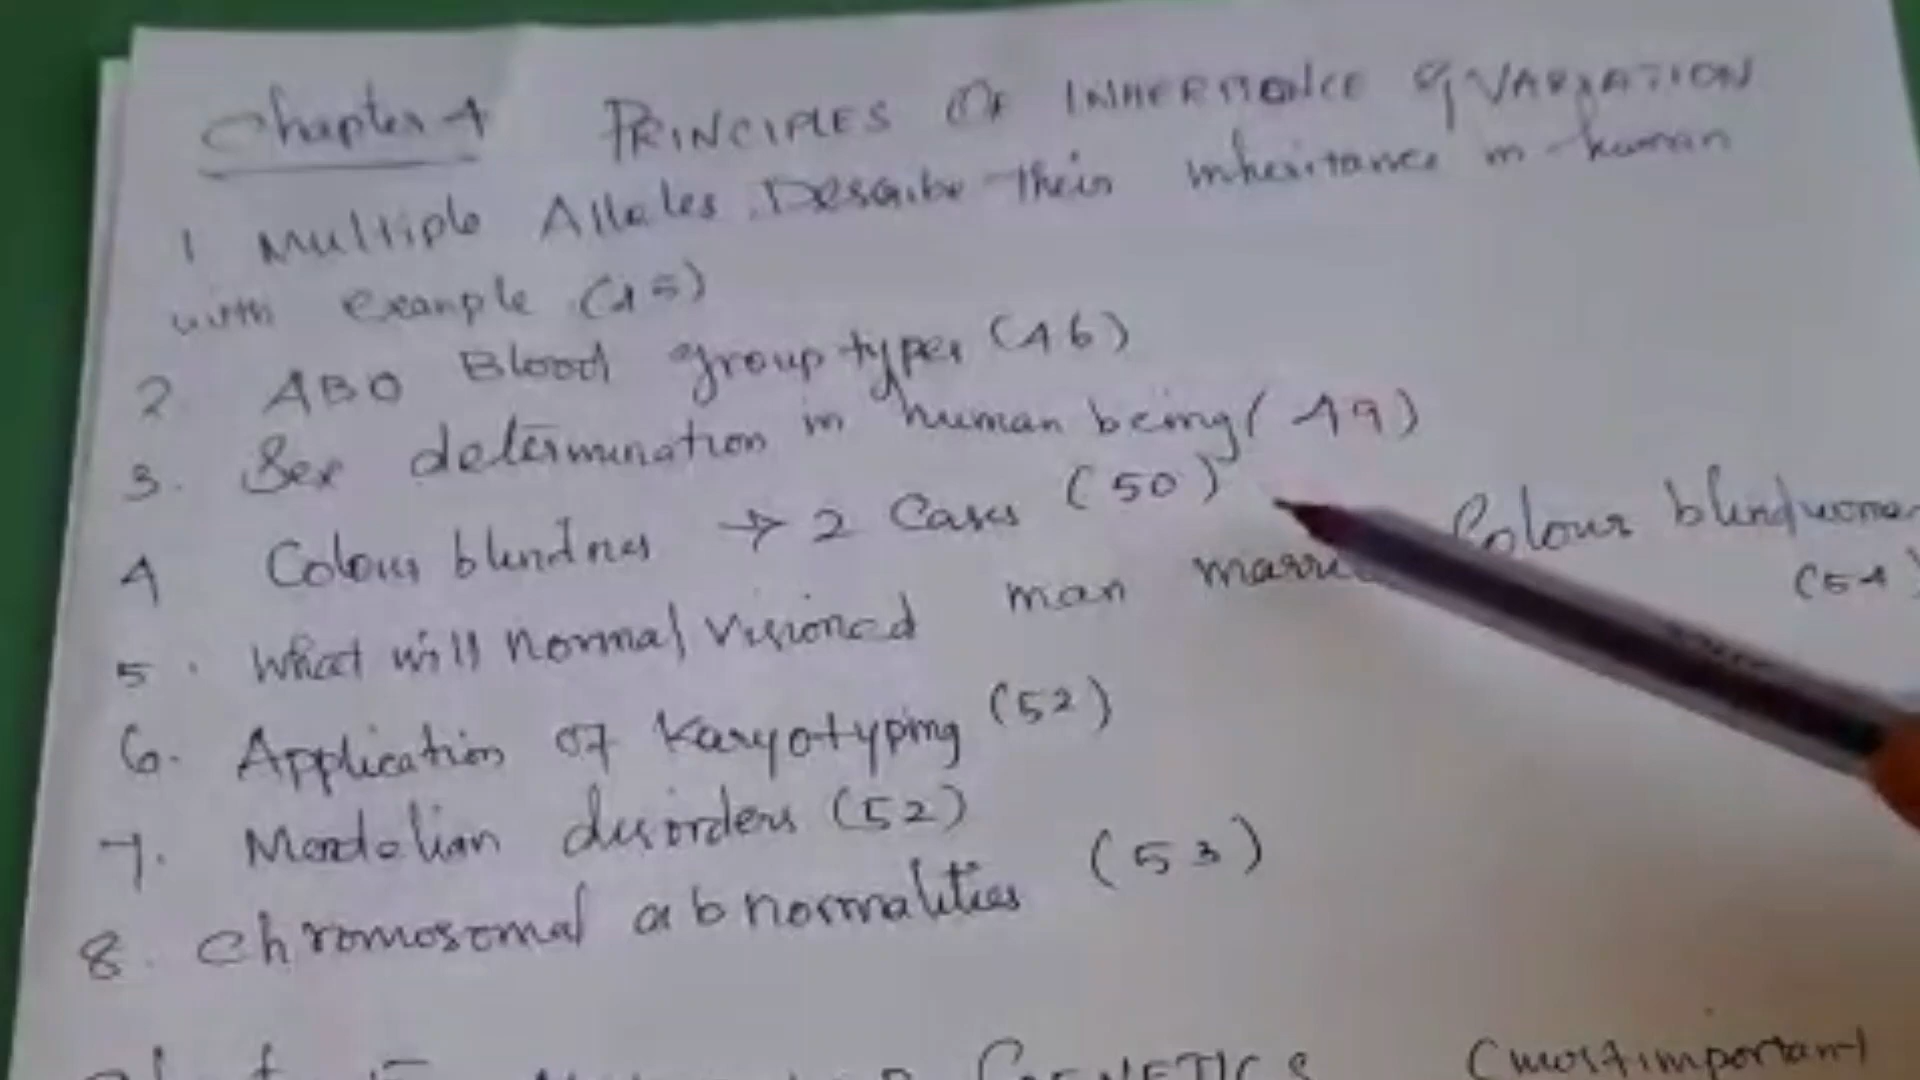 Chapter 4 PRINCIPLES OF INHERITANCE & VARIATION
1 Multiple Alleles. Describe their inheritance in human
with example (45)
2. ABO Blood group types (46)
3. Sex determination in human being (49)
4 Colour blindness → 2 Cases (50)
5. What will normal visioned man married Colour blind women
(51)
6. Application of Karyotyping (52)
7. Mendelian disorders (52)
8. Chromosomal abnormalities (53)
GENETICS (most important